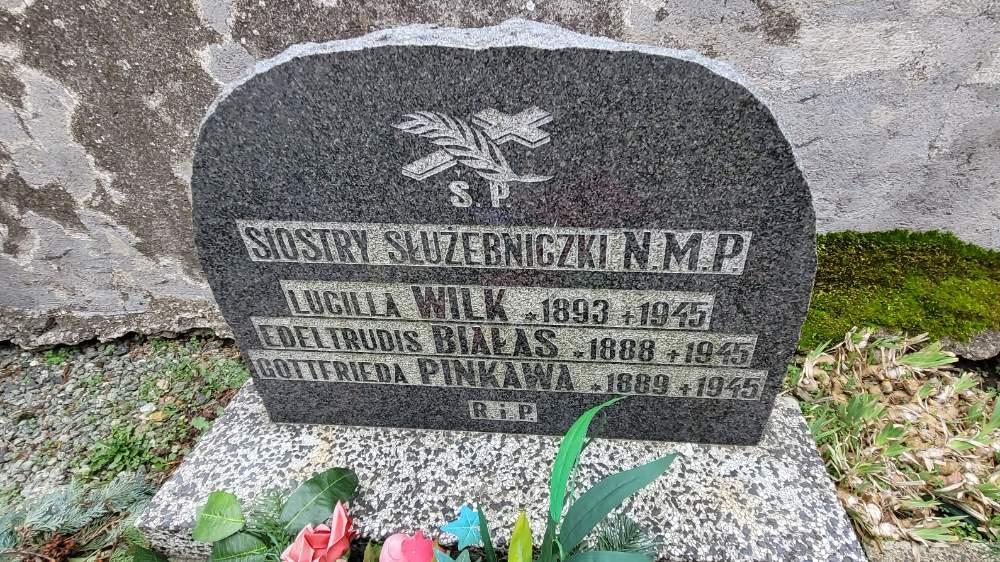 Ś. P
SIOSTRY SŁUŻEBNICZKI N.M.P
LUCILLA WILK *1893 +1945
EDELTRUDIS BIAŁAS *1888 +1945
GOTTFRIEDA PINKAWA *1889 +1945
R i P